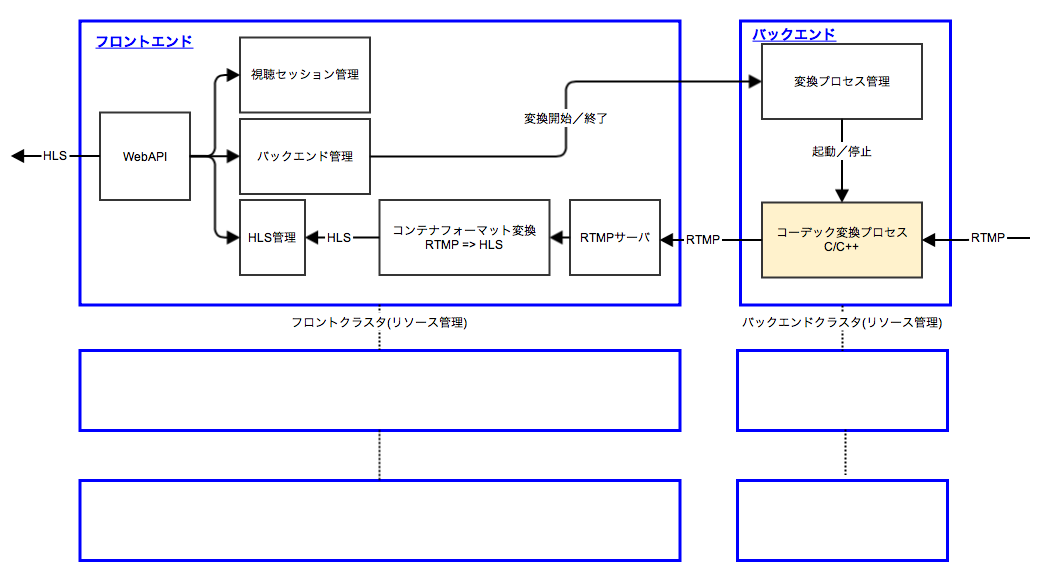 フロントエンド
バックエンド
視聴セッション管理
変換プロセス管理
変換開始／終了
WebAPI
バックエンド管理
HLS
起動／停止
HLS管理
HLS
コンテナフォーマット変換
RTMP => HLS
RTMPサーバ
RTMP
コーデック変換プロセス
C/C++
RTMP
フロントクラスタ(リソース管理)
バックエンドクラスタ(リソース管理)